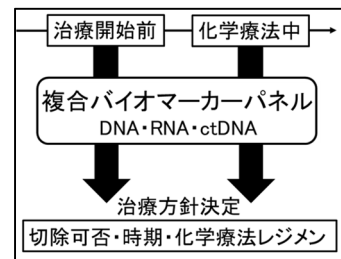 治療開始前
化学療法中
複合バイオマーカーパネル
DNA・RNA・ctDNA
治療方針決定
切除可否・時期・化学療法レジメン